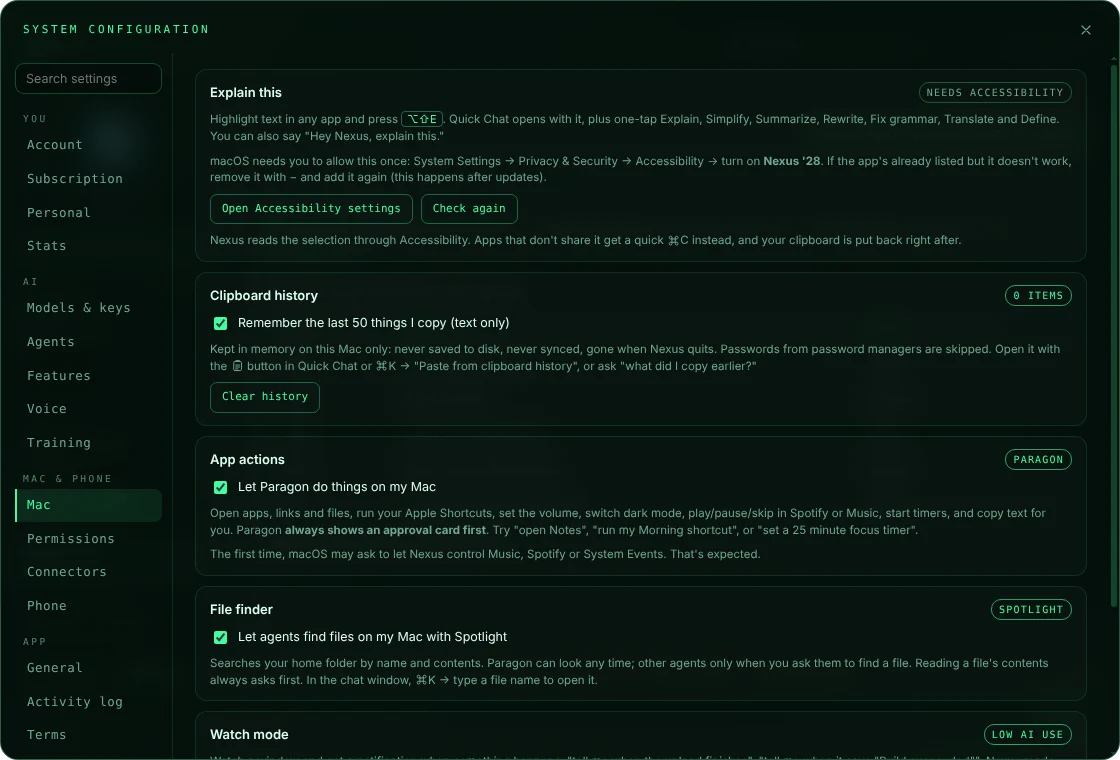 SYSTEM CONFIGURATION
Search settings
YOU
Account
Subscription
Personal
Stats
AI
Models & keys
Agents
Features
Voice
Training
MAC & PHONE
Mac
Permissions
Connectors
Phone
APP
General
Activity log
Terms
Explain this
NEEDS ACCESSIBILITY
Highlight text in any app and press ⌥⇧E. Quick Chat opens with it, plus one-tap Explain, Simplify, Summarize, Rewrite, Fix grammar, Translate and Define.
You can also say "Hey Nexus, explain this."
macOS needs you to allow this once: System Settings → Privacy & Security → Accessibility → turn on Nexus '28. If the app's already listed but it doesn't work,
remove it with − and add it again (this happens after updates).
Open Accessibility settings
Check again
Nexus reads the selection through Accessibility. Apps that don't share it get a quick ⌘C instead, and your clipboard is put back right after.
Clipboard history
0 ITEMS
Remember the last 50 things I copy (text only)
Kept in memory on this Mac only: never saved to disk, never synced, gone when Nexus quits. Passwords from password managers are skipped. Open it with
the 📋 button in Quick Chat or ⌘K → "Paste from clipboard history", or ask "what did I copy earlier?"
Clear history
App actions
PARAGON
Let Paragon do things on my Mac
Open apps, links and files, run your Apple Shortcuts, set the volume, switch dark mode, play/pause/skip in Spotify or Music, start timers, and copy text for
you. Paragon always shows an approval card first. Try "open Notes", "run my Morning shortcut", or "set a 25 minute focus timer".
The first time, macOS may ask to let Nexus control Music, Spotify or System Events. That's expected.
File finder
SPOTLIGHT
Let agents find files on my Mac with Spotlight
Searches your home folder by name and contents. Paragon can look any time; other agents only when you ask them to find a file. Reading a file's contents
always asks first. In the chat window, ⌘K → type a file name to open it.
Watch mode
LOW AI USE